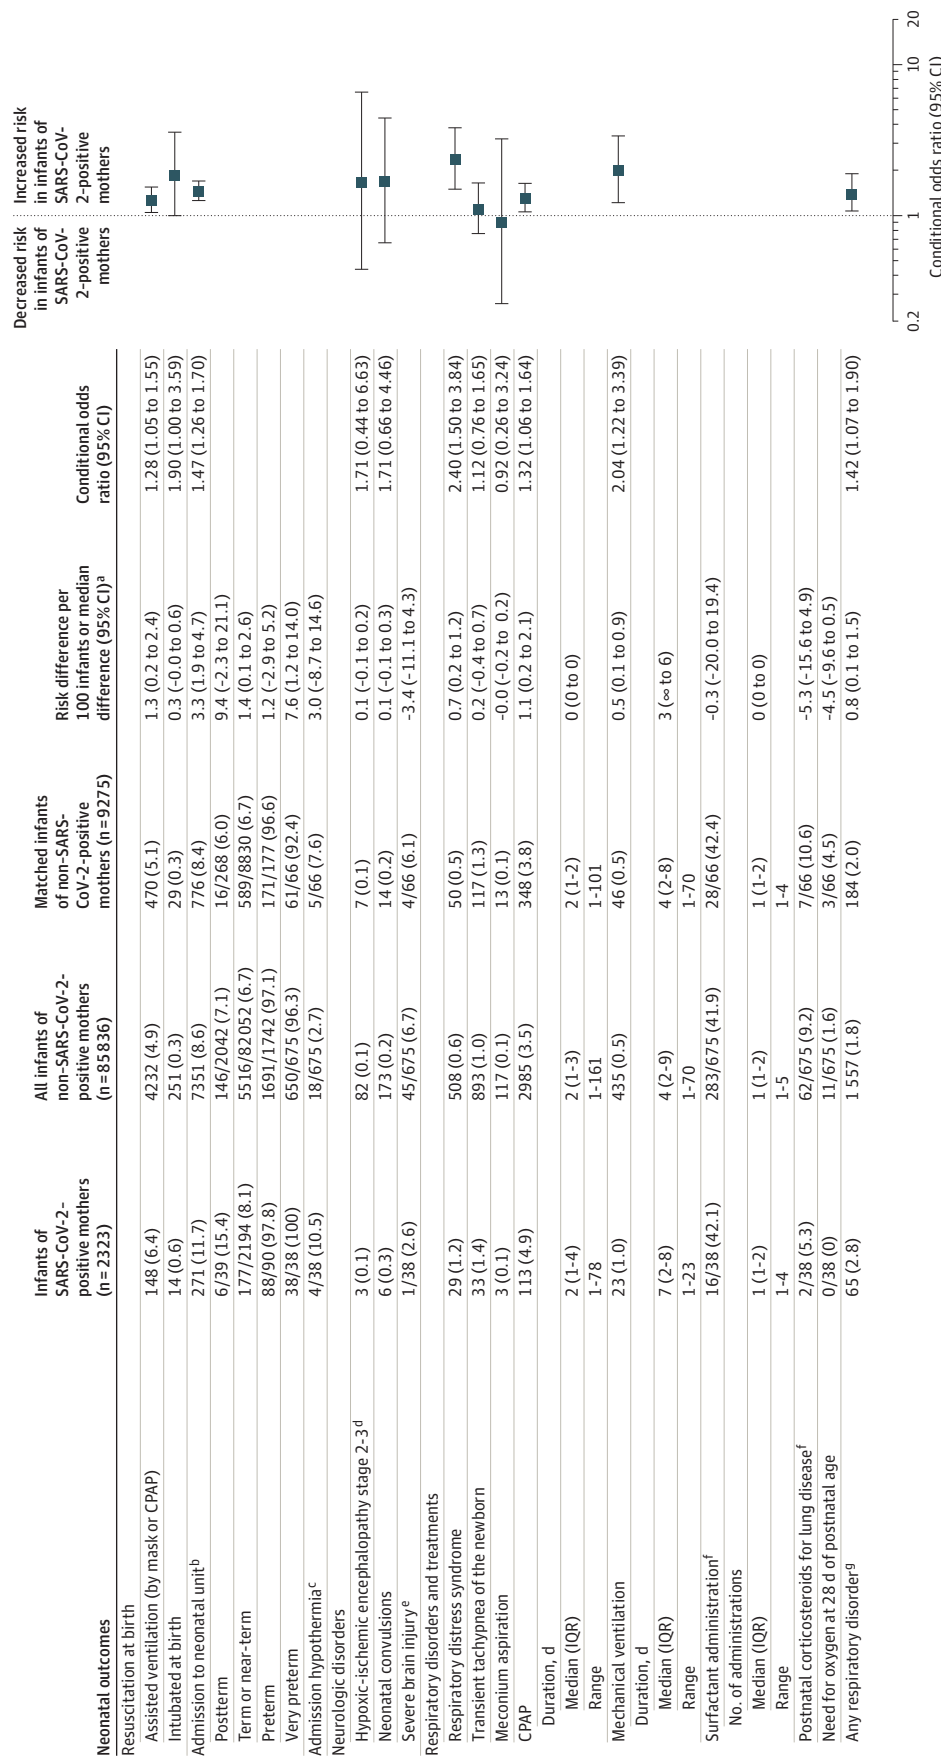 Neonatal outcomes Infants of SARS-CoV-2-positive mothers (n = 2323) All infants of non-SARS-CoV-2-positive mothers (n = 85 836) Matched infants of non-SARS-CoV-2-positive mothers (n = 9275) Risk difference per 100 infants or median difference (95% CI)a Conditional odds ratio (95% CI) Decreased risk in infants of SARS-CoV-2-positive mothers Increased risk in infants of SARS-CoV-2-positive mothers
Resuscitation at birth
Assisted ventilation (by mask or CPAP) 148 (6.4) 4232 (4.9) 470 (5.1) 1.3 (0.2 to 2.4) 1.28 (1.05 to 1.55)
Intubated at birth 14 (0.6) 251 (0.3) 29 (0.3) 0.3 (-0.0 to 0.6) 1.90 (1.00 to 3.59)
Admission to neonatal unitb 271 (11.7) 7351 (8.6) 776 (8.4) 3.3 (1.9 to 4.7) 1.47 (1.26 to 1.70)
Postterm 6/39 (15.4) 146/2042 (7.1) 16/268 (6.0) 9.4 (-2.3 to 21.1)
Term or near-term 177/2194 (8.1) 5516/82 052 (6.7) 589/8830 (6.7) 1.4 (0.1 to 2.6)
Preterm 88/90 (97.8) 1691/1742 (97.1) 171/177 (96.6) 1.2 (-2.9 to 5.2)
Very preterm 38/38 (100) 650/675 (96.3) 61/66 (92.4) 7.6 (1.2 to 14.0)
Admission hypothermiac 4/38 (10.5) 18/675 (2.7) 5/66 (7.6) 3.0 (-8.7 to 14.6)
Neurologic disorders
Hypoxic-ischemic encephalopathy stage 2-3d 3 (0.1) 82 (0.1) 7 (0.1) 0.1 (-0.1 to 0.2) 1.71 (0.44 to 6.63)
Neonatal convulsions 6 (0.3) 173 (0.2) 14 (0.2) 0.1 (-0.1 to 0.3) 1.71 (0.66 to 4.46)
Severe brain injurye 1/38 (2.6) 45/675 (6.7) 4/66 (6.1) -3.4 (-11.1 to 4.3)
Respiratory disorders and treatments
Respiratory distress syndrome 29 (1.2) 508 (0.6) 50 (0.5) 0.7 (0.2 to 1.2) 2.40 (1.50 to 3.84)
Transient tachypnea of the newborn 33 (1.4) 893 (1.0) 117 (1.3) 0.2 (-0.4 to 0.7) 1.12 (0.76 to 1.65)
Meconium aspiration 3 (0.1) 117 (0.1) 13 (0.1) -0.0 (-0.2 to 0.2) 0.92 (0.26 to 3.24)
CPAP 113 (4.9) 2985 (3.5) 348 (3.8) 1.1 (0.2 to 2.1) 1.32 (1.06 to 1.64)
Duration, d
Median (IQR) 2 (1-4) 2 (1-3) 2 (1-2) 0 (0 to 0)
Range 1-78 1-161 1-101
Mechanical ventilation 23 (1.0) 435 (0.5) 46 (0.5) 0.5 (0.1 to 0.9) 2.04 (1.22 to 3.39)
Duration, d
Median (IQR) 7 (2-8) 4 (2-9) 4 (2-8) 3 (∞ to 6)
Range 1-23 1-70 1-70
Surfactant administrationf 16/38 (42.1) 283/675 (41.9) 28/66 (42.4) -0.3 (-20.0 to 19.4)
No. of administrations
Median (IQR) 1 (1-2) 1 (1-2) 1 (1-2) 0 (0 to 0)
Range 1-4 1-5 1-4
Postnatal corticosteroids for lung diseasef 2/38 (5.3) 62/675 (9.2) 7/66 (10.6) -5.3 (-15.6 to 4.9)
Need for oxygen at 28 d of postnatal age 0/38 (0) 11/675 (1.6) 3/66 (4.5) -4.5 (-9.6 to 0.5)
Any respiratory disorderg 65 (2.8) 1 557 (1.8) 184 (2.0) 0.8 (0.1 to 1.5) 1.42 (1.07 to 1.90)
0.2 1 10 20
Conditional odds ratio (95% CI)